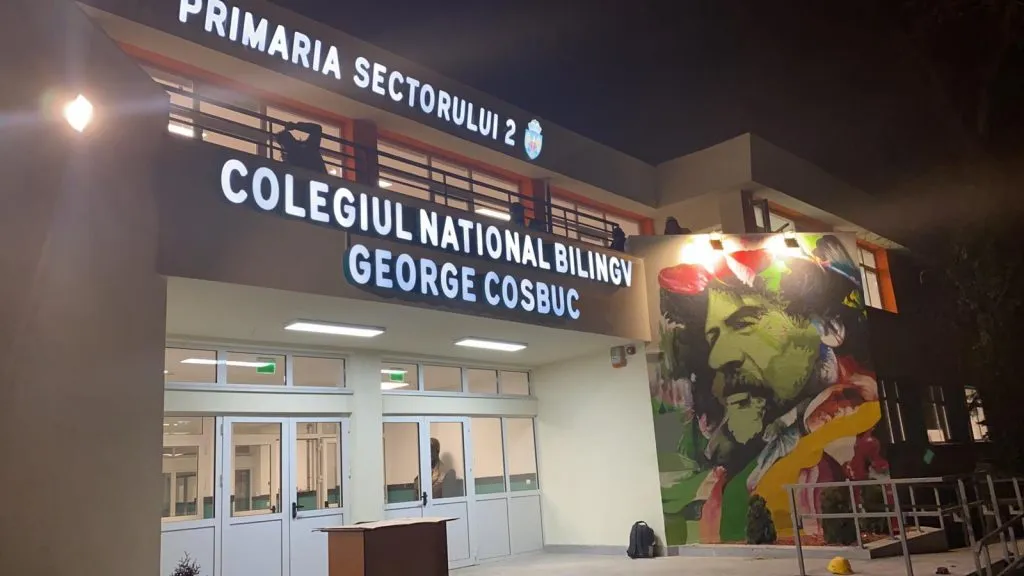 PRIMARIA SECTORULUI 2
COLEGIUL NATIONAL BILINGV
GEORGE COSBUC